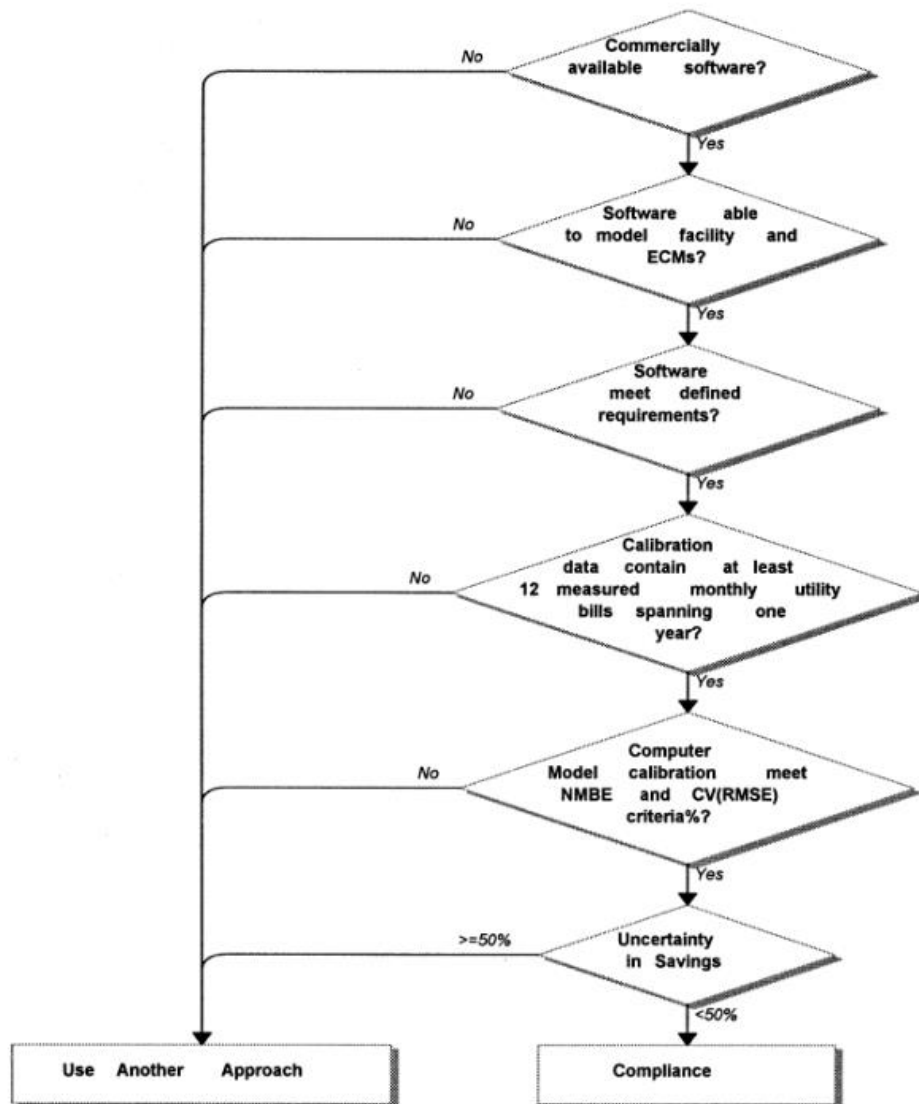 Commercially
available software?
No
Yes
Software able
to model facility and
ECMs?
No
Yes
Software
meet defined
requirements?
No
Yes
Calibration
data contain at least
12 measured monthly utility
bills spanning one
year?
No
Yes
Computer
Model calibration meet
NMBE and CV(RMSE)
criteria%?
No
Yes
Uncertainty
in Savings
>=50%
<50%
Use Another Approach
Compliance